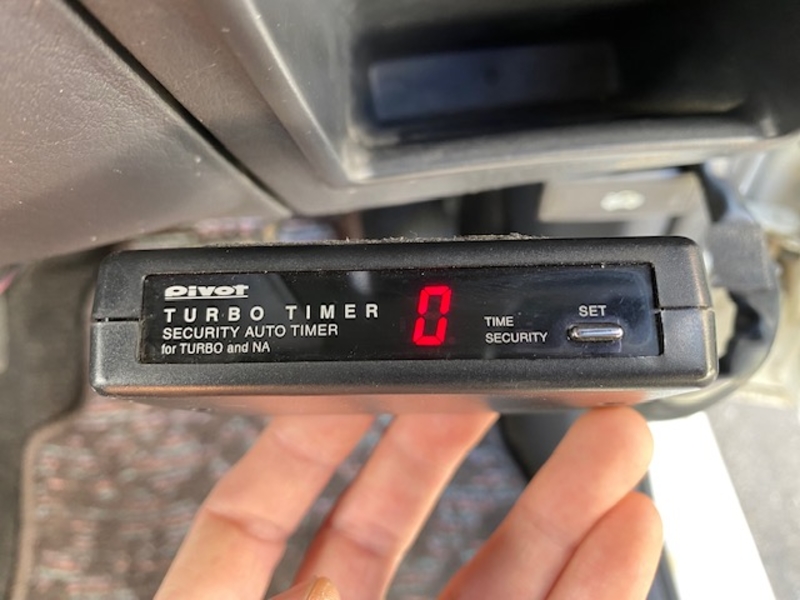 Pivot
TURBO TIMER
SECURITY AUTO TIMER
for TURBO and NA
0
TIME
SECURITY
SET